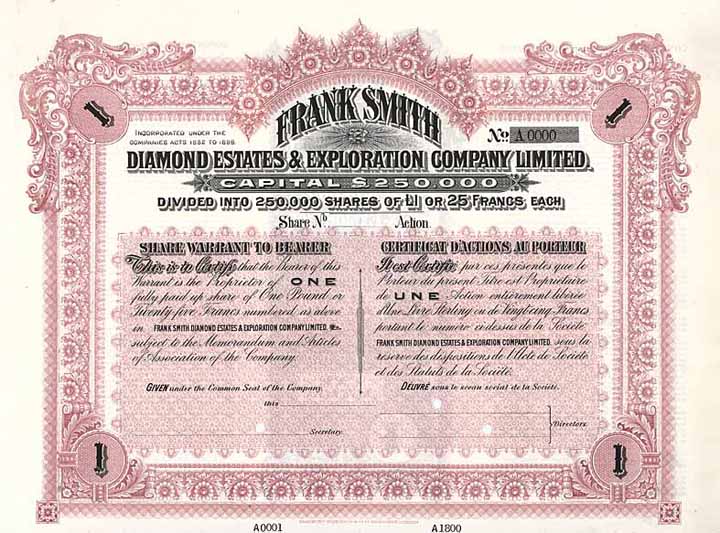 1
1
FRANK SMITH
INCORPORATED UNDER THE
COMPANIES ACTS 1862 TO 1898.
No. A 0000
DIAMOND ESTATES & EXPLORATION COMPANY LIMITED.
CAPITAL $250,000
DIVIDED INTO 250,000 SHARES OF £1 OR 25 FRANCS EACH
Share No. Action
SHARE WARRANT TO BEARER
This is to Certify that the Bearer of this
Warrant is the Proprietor of ONE
fully paid up share of One Pound or
Twenty five Francs numbered as above
in FRANK SMITH DIAMOND ESTATES & EXPLORATION COMPANY LIMITED,
subject to the Memorandum and Articles
of Association of the Company.
GIVEN under the Common Seal of the Company,
this
Secretary.
CERTIFICAT D'ACTIONS AU PORTEUR
Il est Certifié par ces présentes que le
Porteur du présent Titre est Propriétaire
de UNE Action entièrement libérée
d'Une Livre Sterling ou de Vingtcinq Francs
portant le numéro ci-dessus de la Société
FRANK SMITH DIAMOND ESTATES & EXPLORATION COMPANY LIMITED, sous la
reserve des dispositions de l'Acte de Société
et des Statuts de la Société.
DÉLIVRÉ sous le sceau social de la Société.
Directors.
1
1
A0001
A1800